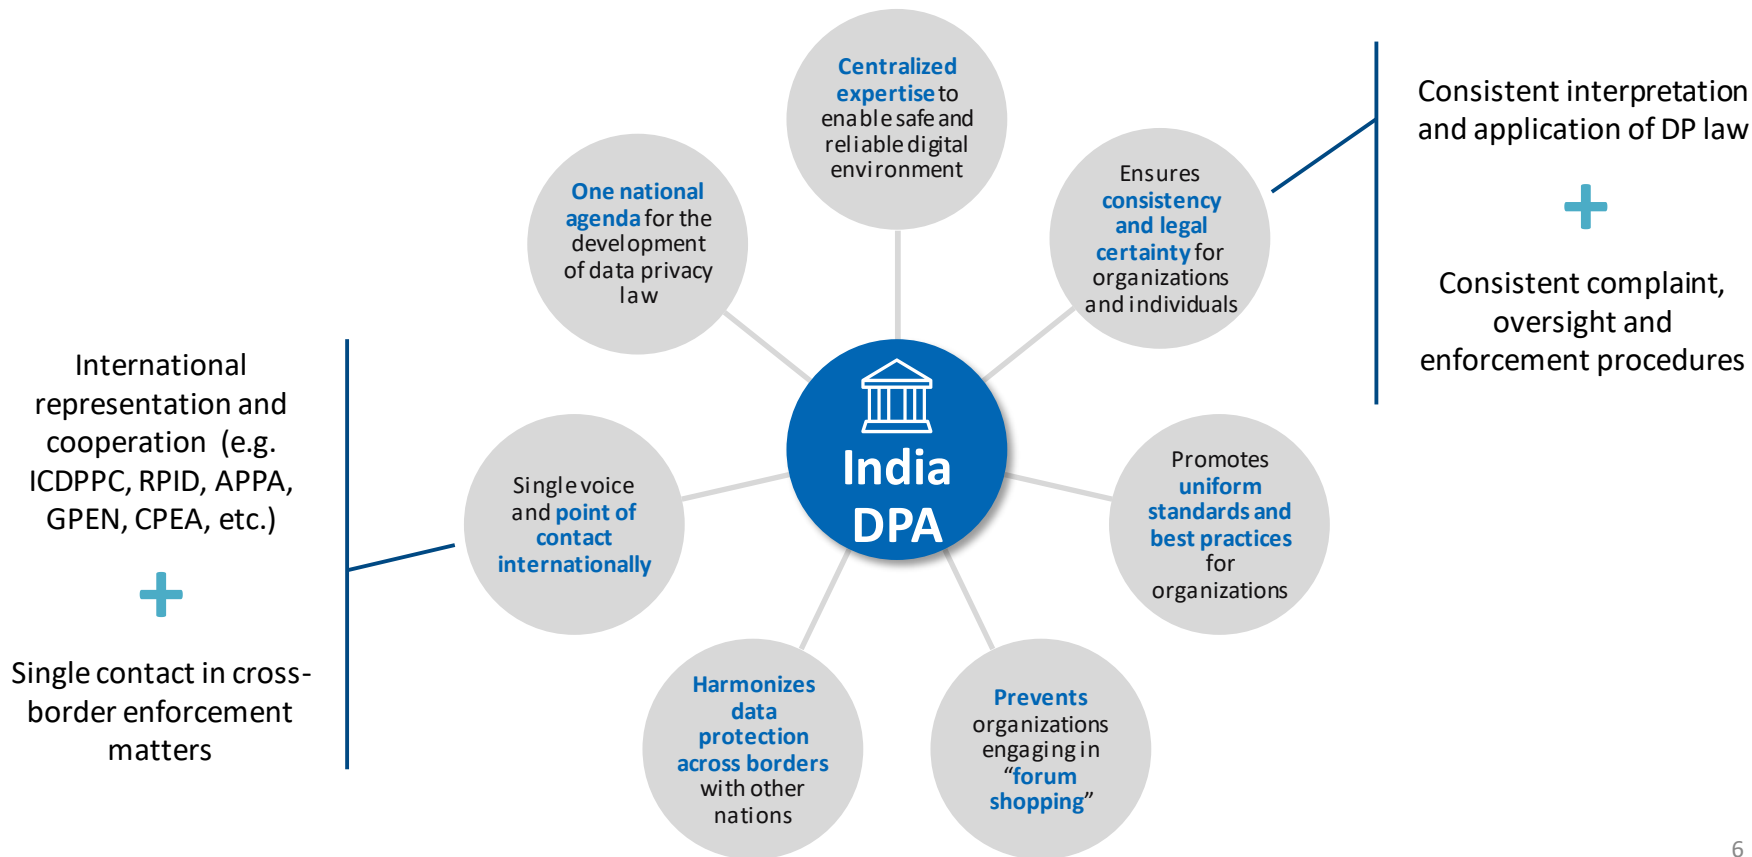 Centralized
expertise to
enable safe and
reliable digital
environment
Ensures
consistency
and legal
certainty for
organizations
and individuals
Consistent interpretation
and application of DP law
+
Consistent complaint,
oversight and
enforcement procedures
One national
agenda for the
development
of data privacy
law
International
representation and
cooperation (e.g.
ICDPPC, RPID, APPA,
GPEN, CPEA, etc.)
+
Single contact in cross-
border enforcement
matters
Single voice
and point of
contact
internationally
India
DPA
Promotes
uniform
standards and
best practices
for
organizations
Harmonizes
data
protection
across borders
with other
nations
Prevents
organizations
engaging in
“forum
shopping”
6